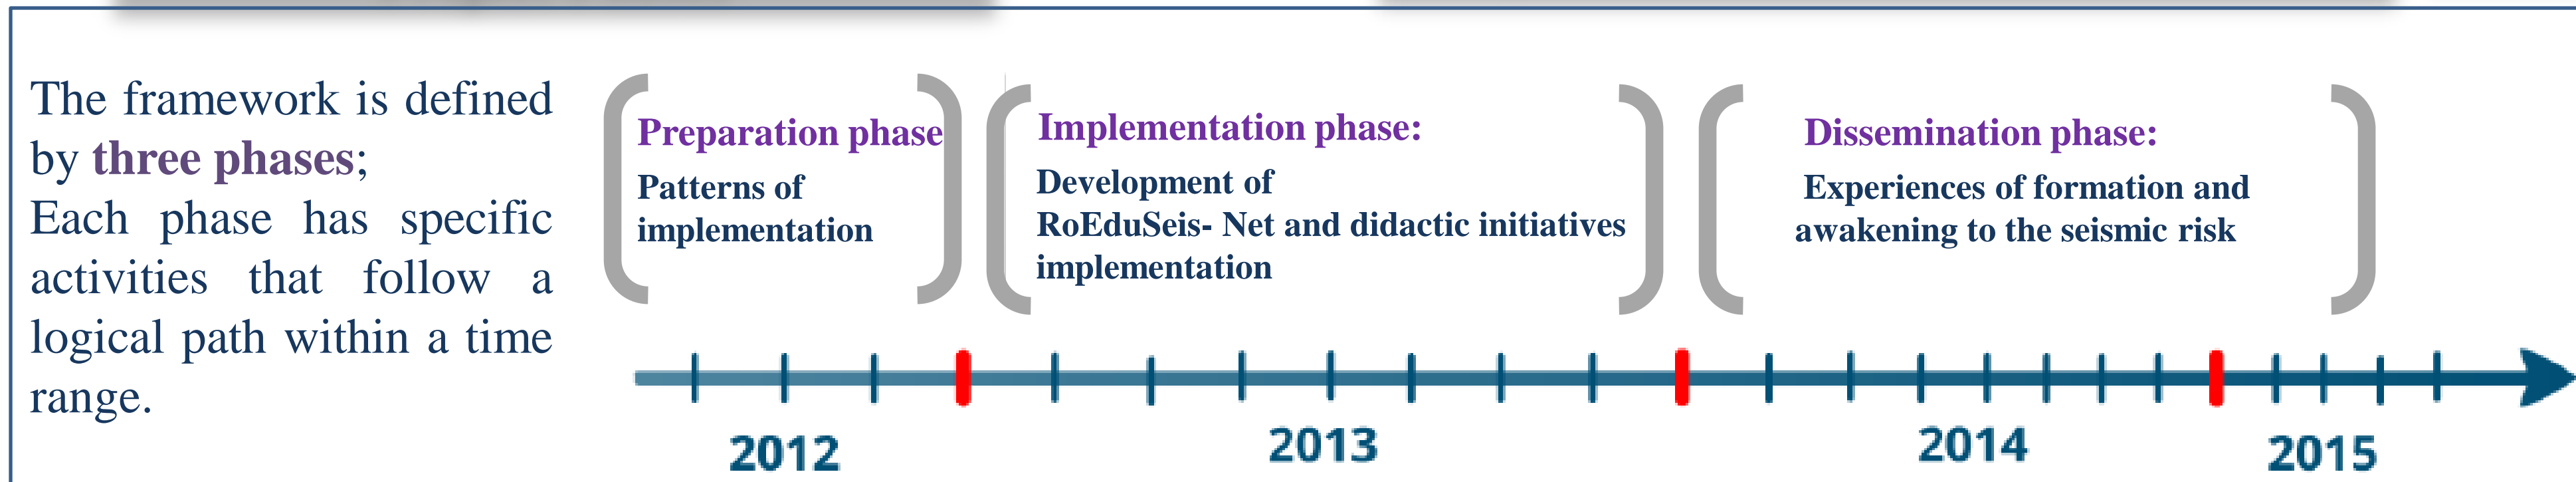 The framework is defined
by three phases;
Each phase has specific
activities that follow a
logical path within a time
range.
Preparation phase
Patterns of
implementation
Implementation phase:
Development of
RoEduSeis- Net and didactic initiatives
implementation
Dissemination phase:
Experiences of formation and
awakening to the seismic risk
2012
2013
2014
2015